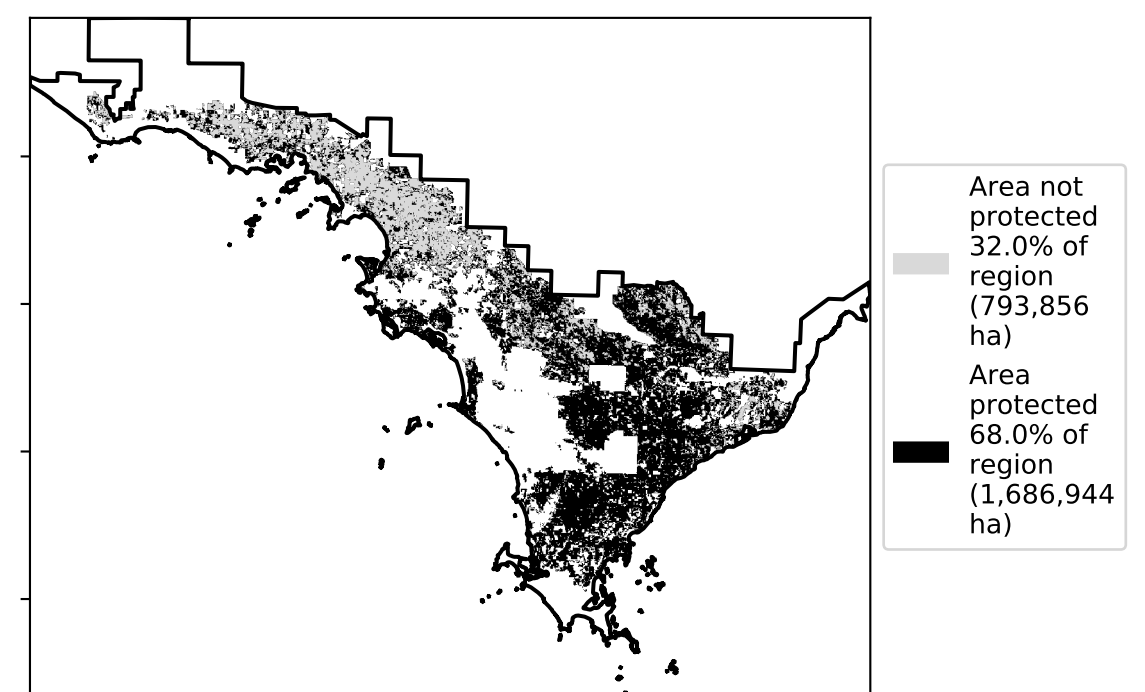 Area not
protected
32.0% of
region
(793,856
ha)
Area
protected
68.0% of
region
(1,686,944
ha)